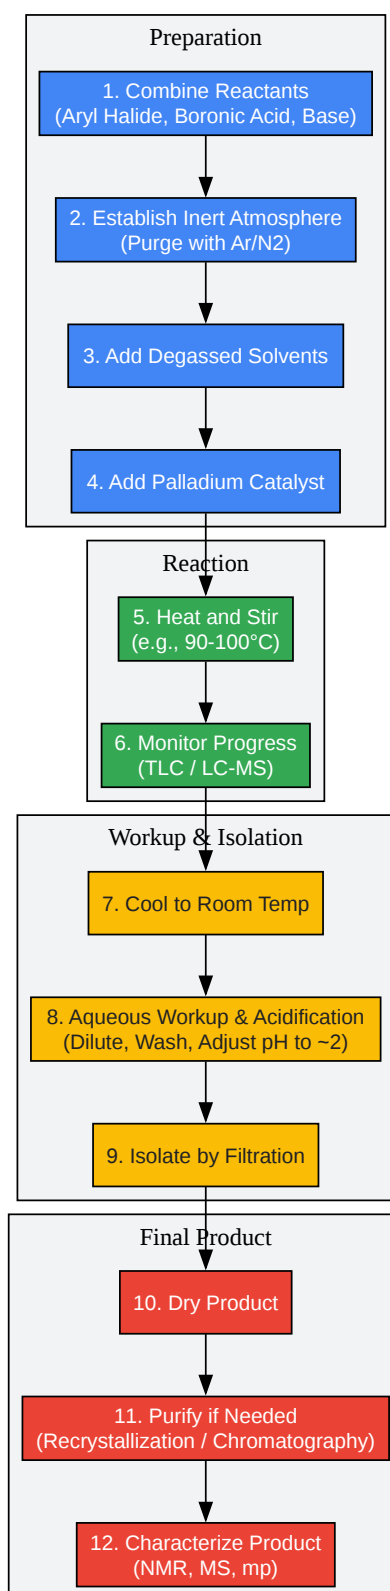 Preparation
1. Combine Reactants
(Aryl Halide, Boronic Acid, Base)
2. Establish Inert Atmosphere
(Purge with Ar/N2)
3. Add Degassed Solvents
4. Add Palladium Catalyst
Reaction
5. Heat and Stir
(e.g., 90-100°C)
6. Monitor Progress
(TLC / LC-MS)
Workup & Isolation
7. Cool to Room Temp
8. Aqueous Workup & Acidification
(Dilute, Wash, Adjust pH to ~2)
9. Isolate by Filtration
Final Product
10. Dry Product
11. Purify if Needed
(Recrystallization / Chromatography)
12. Characterize Product
(NMR, MS, mp)